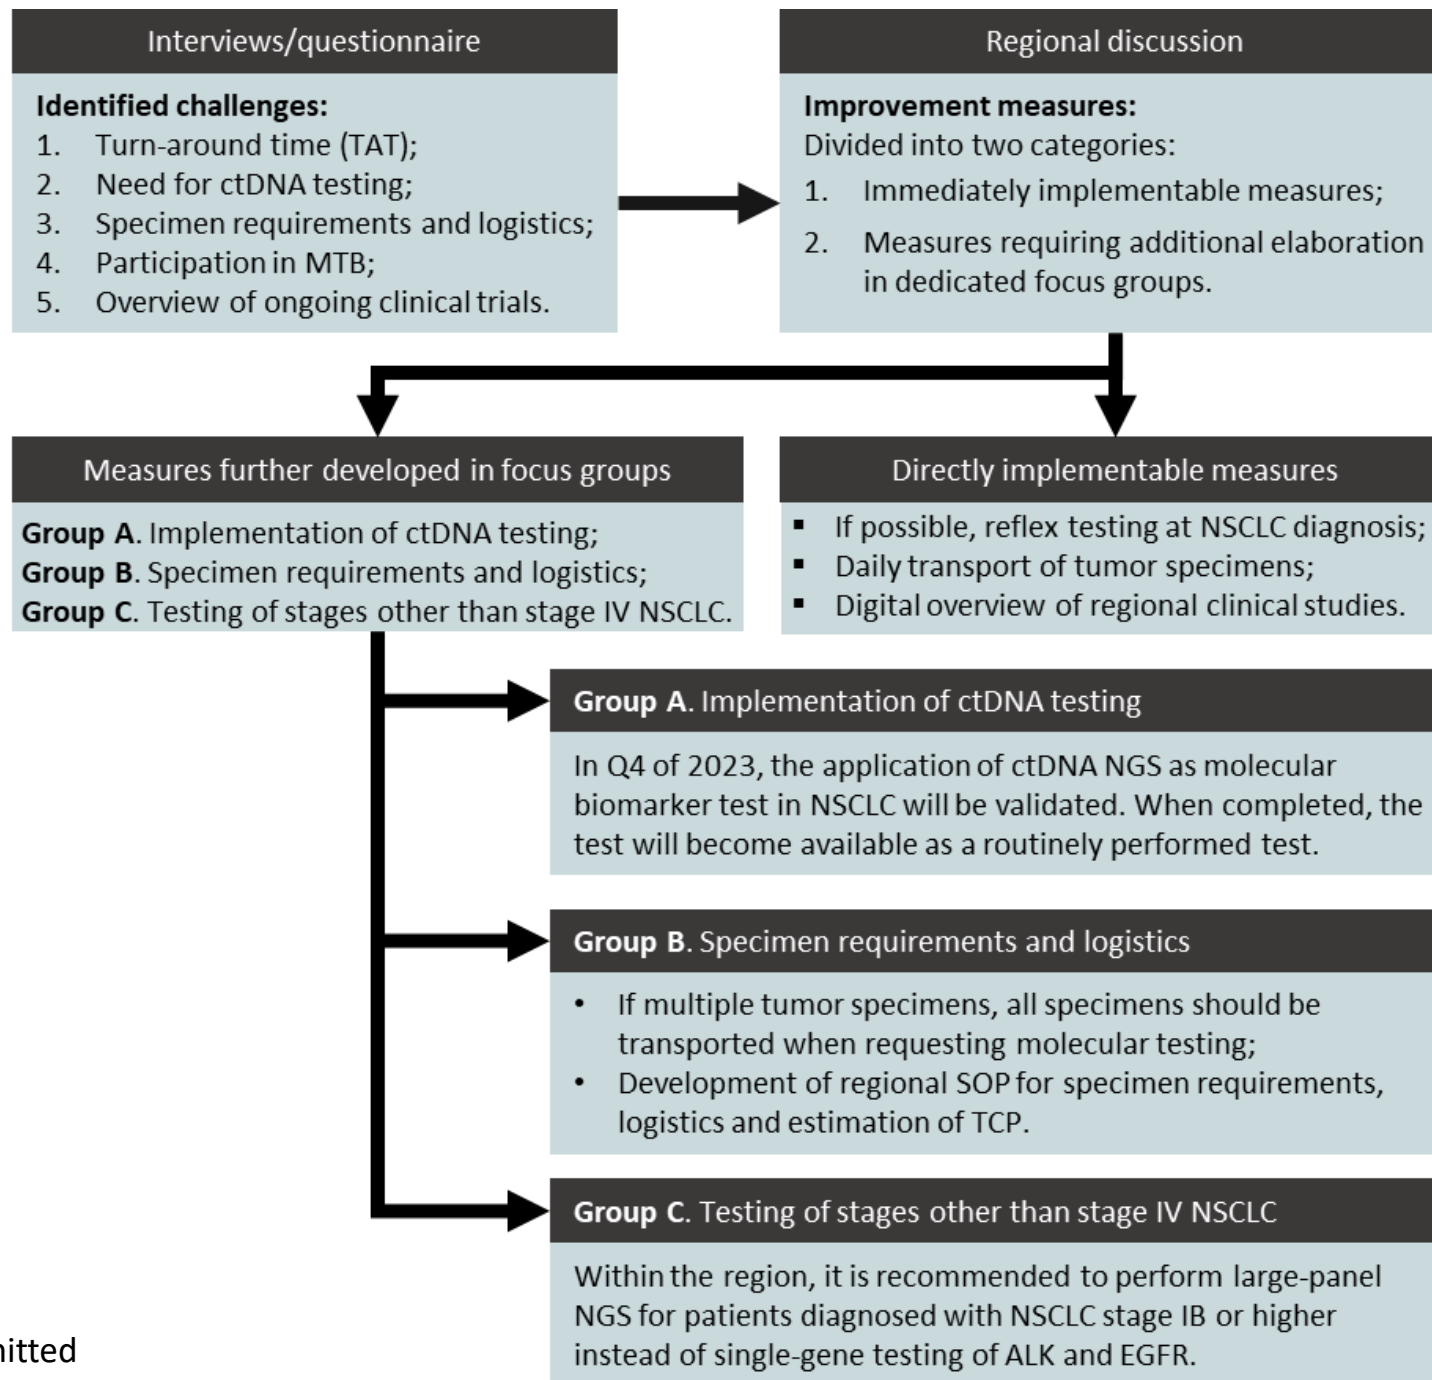 Interviews/questionnaire
Identified challenges:
1. Turn-around time (TAT);
2. Need for ctDNA testing;
3. Specimen requirements and logistics;
4. Participation in MTB;
5. Overview of ongoing clinical trials.
Regional discussion
Improvement measures:
Divided into two categories:
1. Immediately implementable measures;
2. Measures requiring additional elaboration
in dedicated focus groups.
Measures further developed in focus groups
Group A. Implementation of ctDNA testing;
Group B. Specimen requirements and logistics;
Group C. Testing of stages other than stage IV NSCLC.
Directly implementable measures
▪ If possible, reflex testing at NSCLC diagnosis;
▪ Daily transport of tumor specimens;
▪ Digital overview of regional clinical studies.
Group A. Implementation of ctDNA testing
In Q4 of 2023, the application of ctDNA NGS as molecular
biomarker test in NSCLC will be validated. When completed, the
test will become available as a routinely performed test.
Group B. Specimen requirements and logistics
• If multiple tumor specimens, all specimens should be
transported when requesting molecular testing;
• Development of regional SOP for specimen requirements,
logistics and estimation of TCP.
Group C. Testing of stages other than stage IV NSCLC
Within the region, it is recommended to perform large-panel
NGS for patients diagnosed with NSCLC stage IB or higher
instead of single-gene testing of ALK and EGFR.